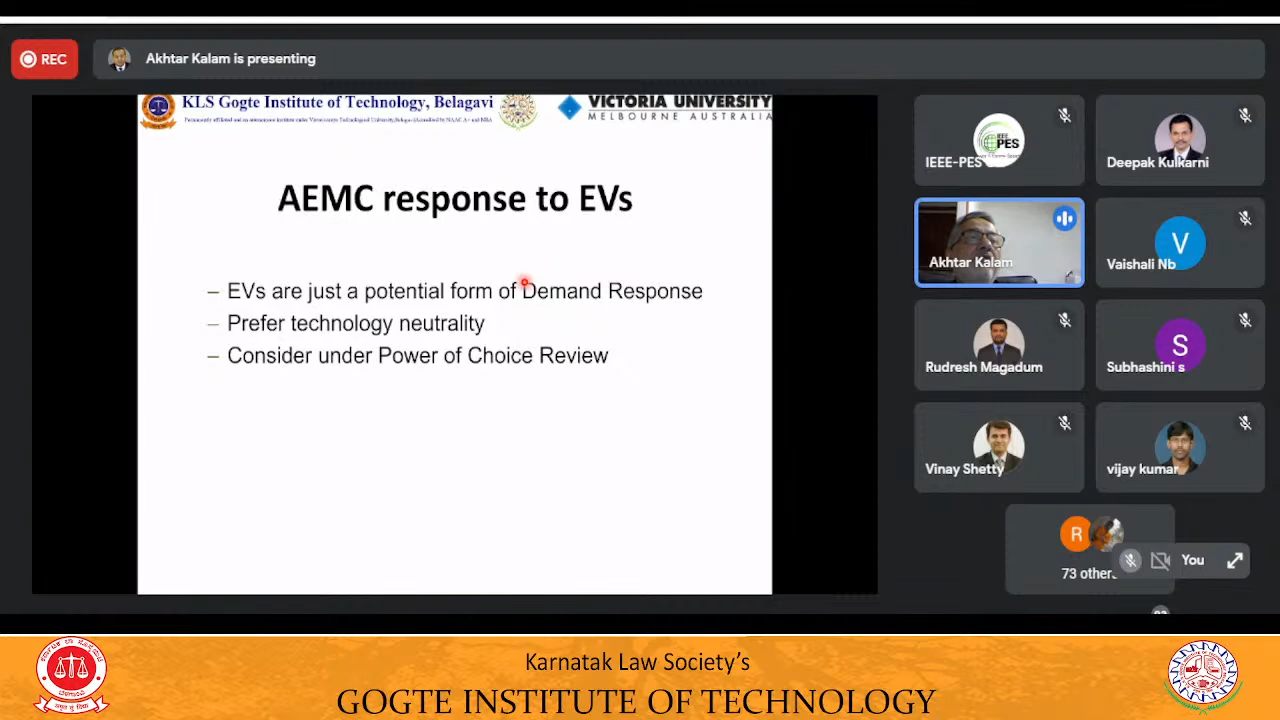 REC
Akhtar Kalam is presenting
KLS Gogte Institute of Technology, Belagavi
VICTORIA UNIVERSITY
MELBOURNE AUSTRALIA
AEMC response to EVs
– EVs are just a potential form of Demand Response
– Prefer technology neutrality
– Consider under Power of Choice Review
IEEE PES
IEEE-PES
Deepak Kulkarni
Akhtar Kalam
V
Vaishali Nb
Rudresh Magadum
S
Subhashini s
Vinay Shetty
vijay kumar
R
73 others
You
Karnatak Law Society's
GOGTE INSTITUTE OF TECHNOLOGY